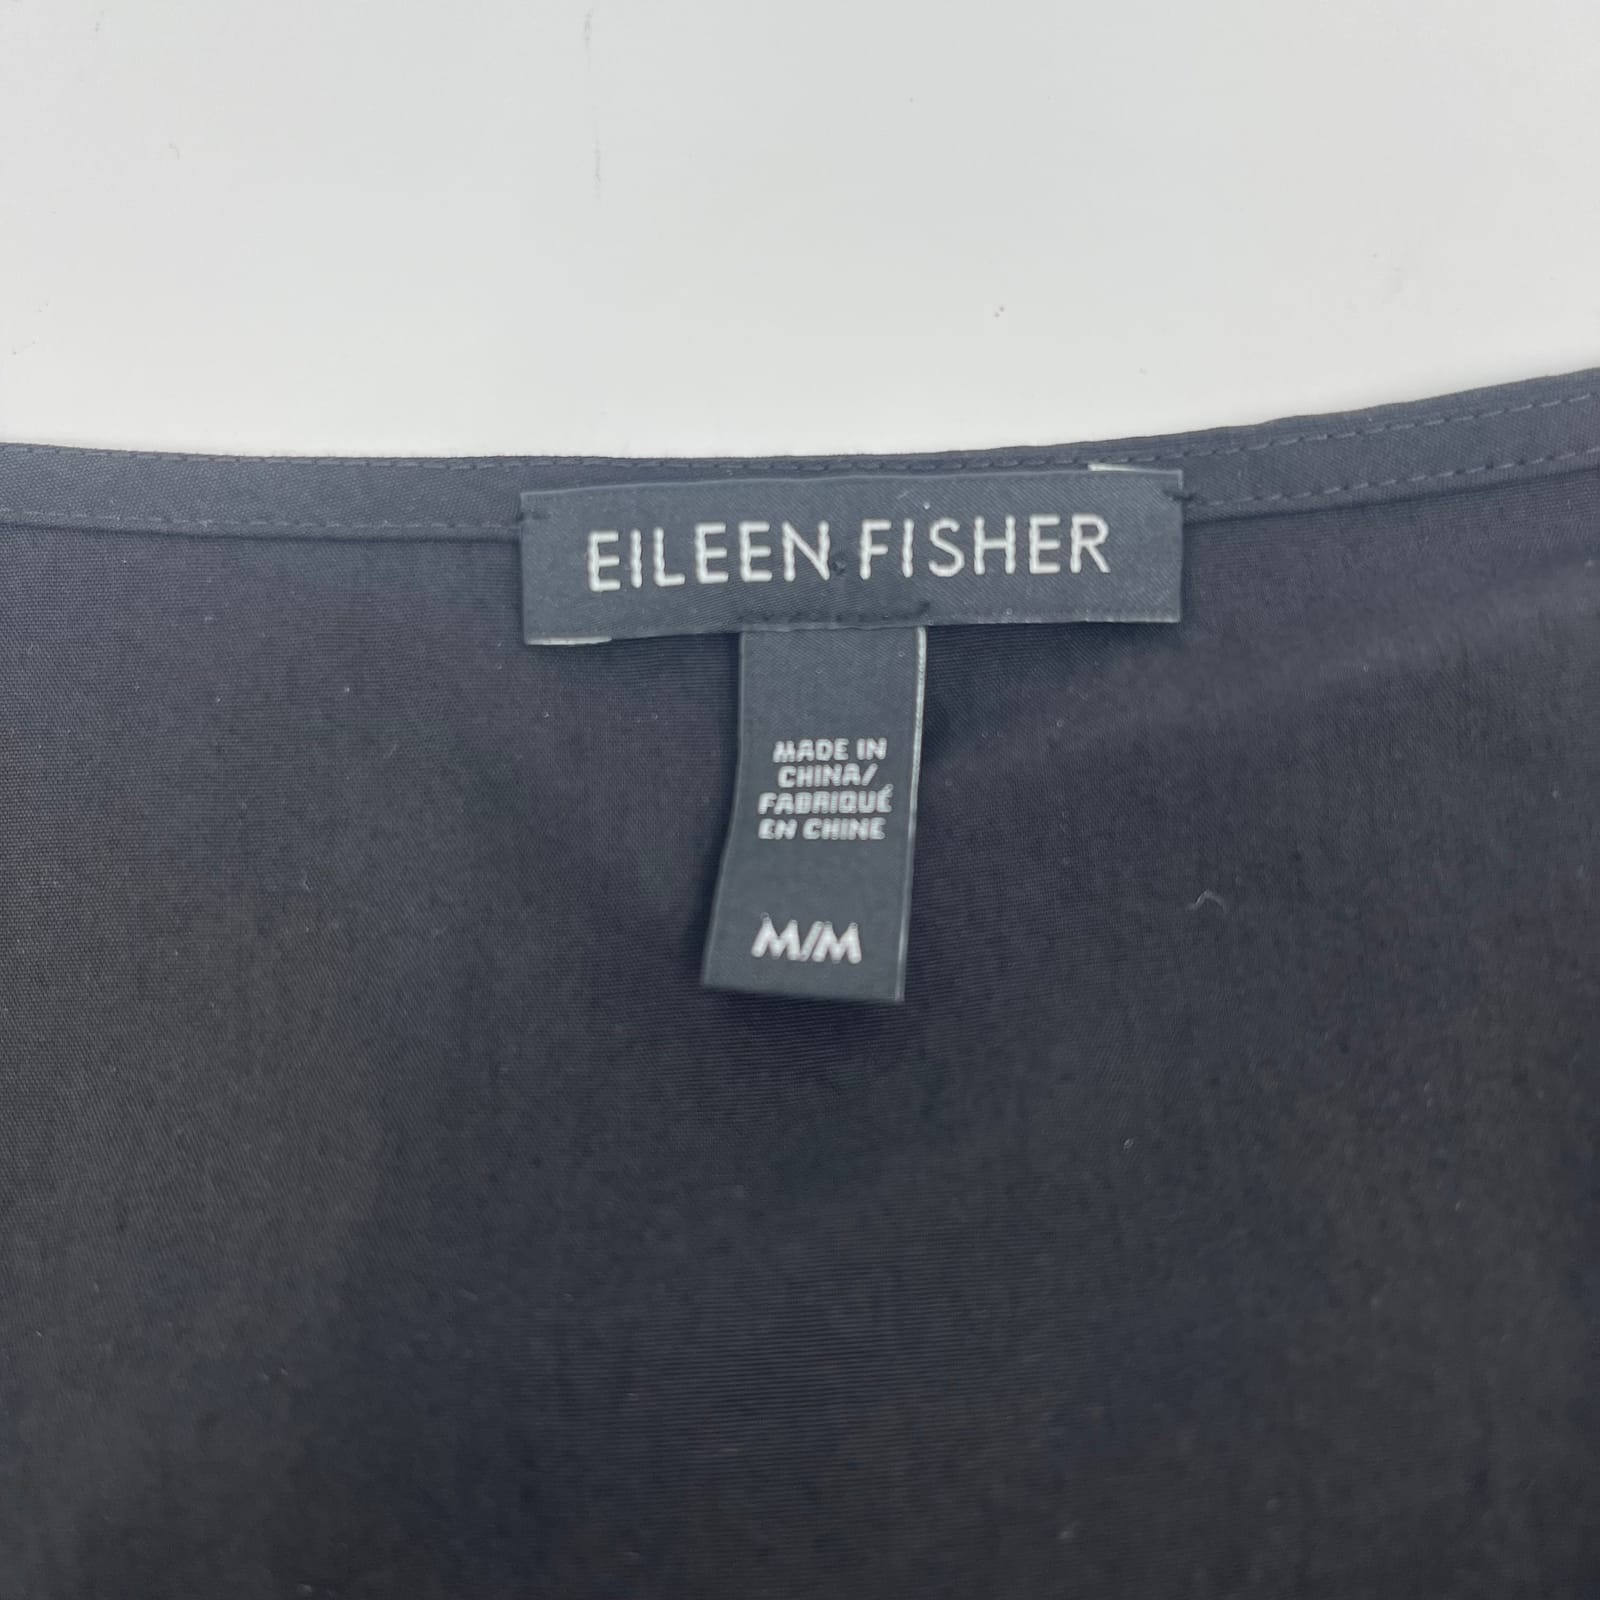 EILEEN FISHER
MADE IN
CHINA/
FABRIQUÉ
EN CHINE
M/M